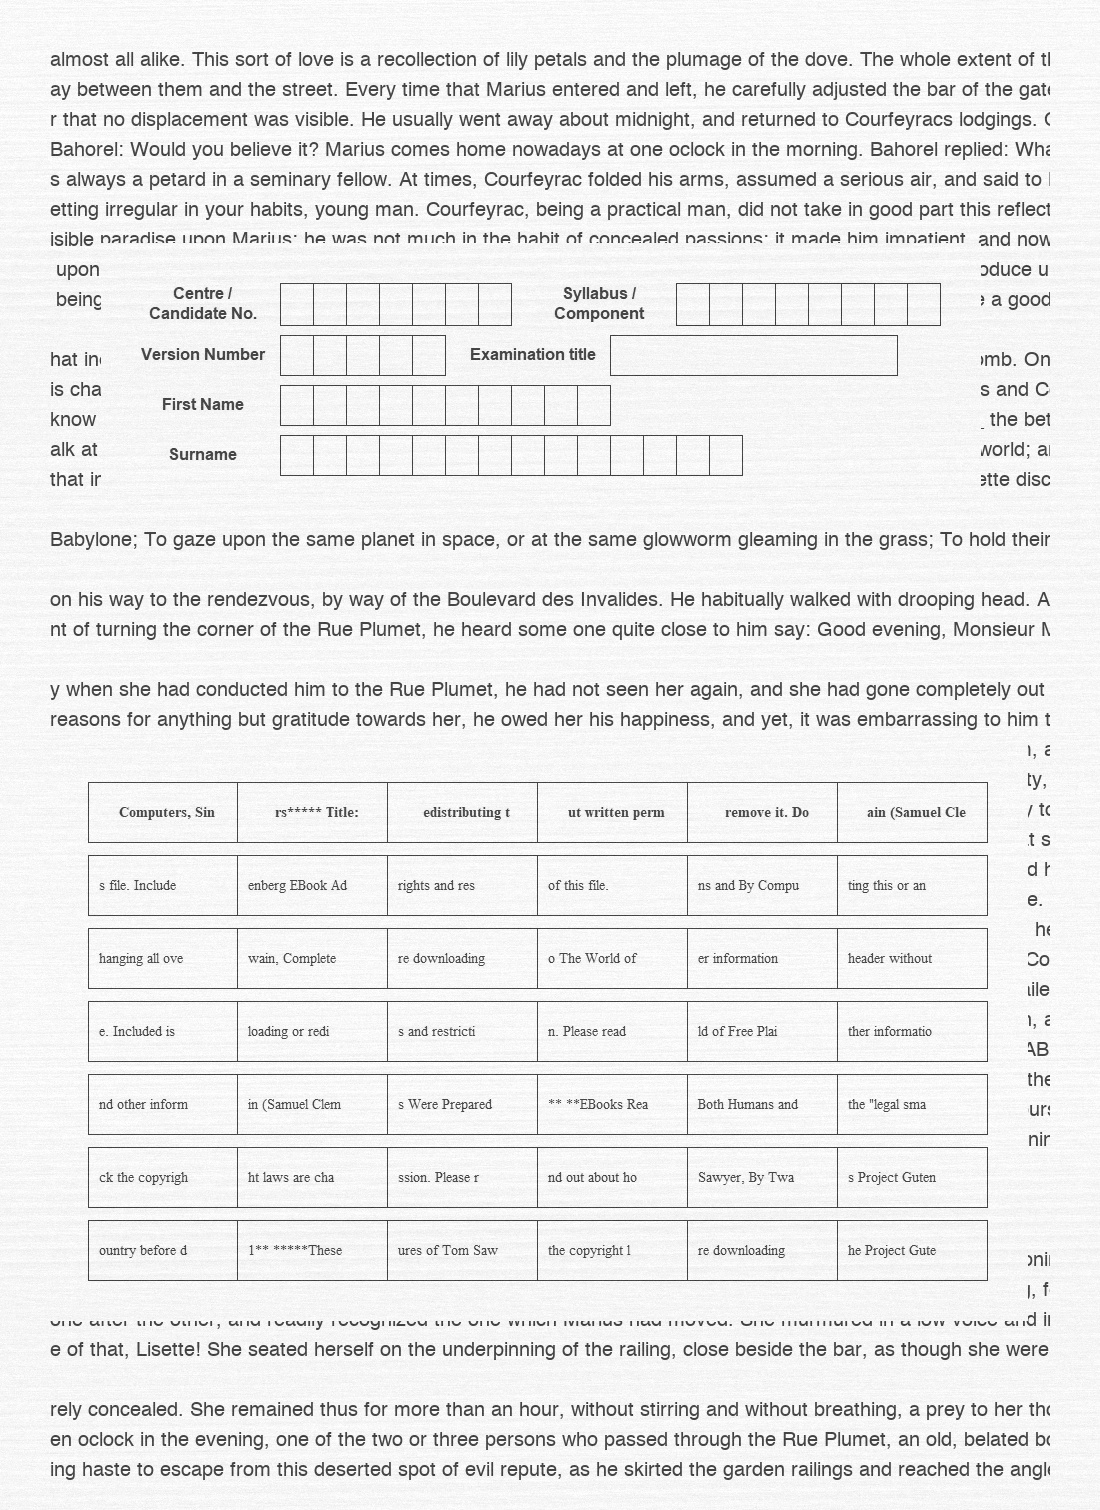 almost all alike. This sort of love is a recollection of lily petals and the plumage of the dove. The whole extent of
ay between them and the street. Every time that Marius entered and left, he carefully adjusted the bar of the gate
r that no displacement was visible. He usually went away about midnight, and returned to Courfeyracs lodgings.
Bahorel: Would you believe it? Marius comes home nowadays at one oclock in the morning. Bahorel replied:
s always a petard in a seminary fellow. At times, Courfeyrac folded his arms, assumed a serious air, and said to
etting irregular in your habits, young man. Courfeyrac, being a practical man, did not take in good part this reflect
isible paradise upon Marius; he was not much in the habit of concealed passions; it made him impatient, and now
upon oduce u
being a good
Centre / Candidate No.
Syllabus / Component
hat omb. On
Version Number Examination title
is cha s and
First Name
know the bet
alk at world;
Surname
that ette disc
Babylone; To gaze upon the same planet in space, or at the same glowworm gleaming in the grass; To hold their
on his way to the rendezvous, by way of the Boulevard des Invalides. He habitually walked with drooping head. A
nt of turning the corner of the Rue Plumet, he heard some one quite close to him say: Good evening, Monsieur
y when she had conducted him to the Rue Plumet, he had not seen her again, and she had gone completely out
reasons for anything but gratitude towards her, he owed her his happiness, and yet, it was embarrassing to him t
ty,
Computers, Sin rs***** Title: edistributing t ut written perm remove it. Do ain (Samuel Cle
s file. Include enberg EBook Ad rights and res of this file. ns and By Compu ting this or an
e.
he
hanging all ove wain, Complete re downloading o The World of er information header without
Co
e. Included is loading or redi s and restricti n. Please read ld of Free Plai ther informatio
AB
the
nd other inform in (Samuel Clem s Were Prepared ** **EBooks Rea Both Humans and the "legal sma
ck the copyrigh ht laws are cha ssion. Please r nd out about ho Sawyer, By Twa s Project Guten
ountry before d 1** *****These ures of Tom Saw the copyright l re downloading he Project Gute
one after the other, and readily recognized the one which Marius had moved. She murmured in a low voice and
e of that, Lisette! She seated herself on the underpinning of the railing, close beside the bar, as though she were
rely concealed. She remained thus for more than an hour, without stirring and without breathing, a prey to her
en oclock in the evening, one of the two or three persons who passed through the Rue Plumet, an old, belated
ing haste to escape from this deserted spot of evil repute, as he skirted the garden railings and reached the angle